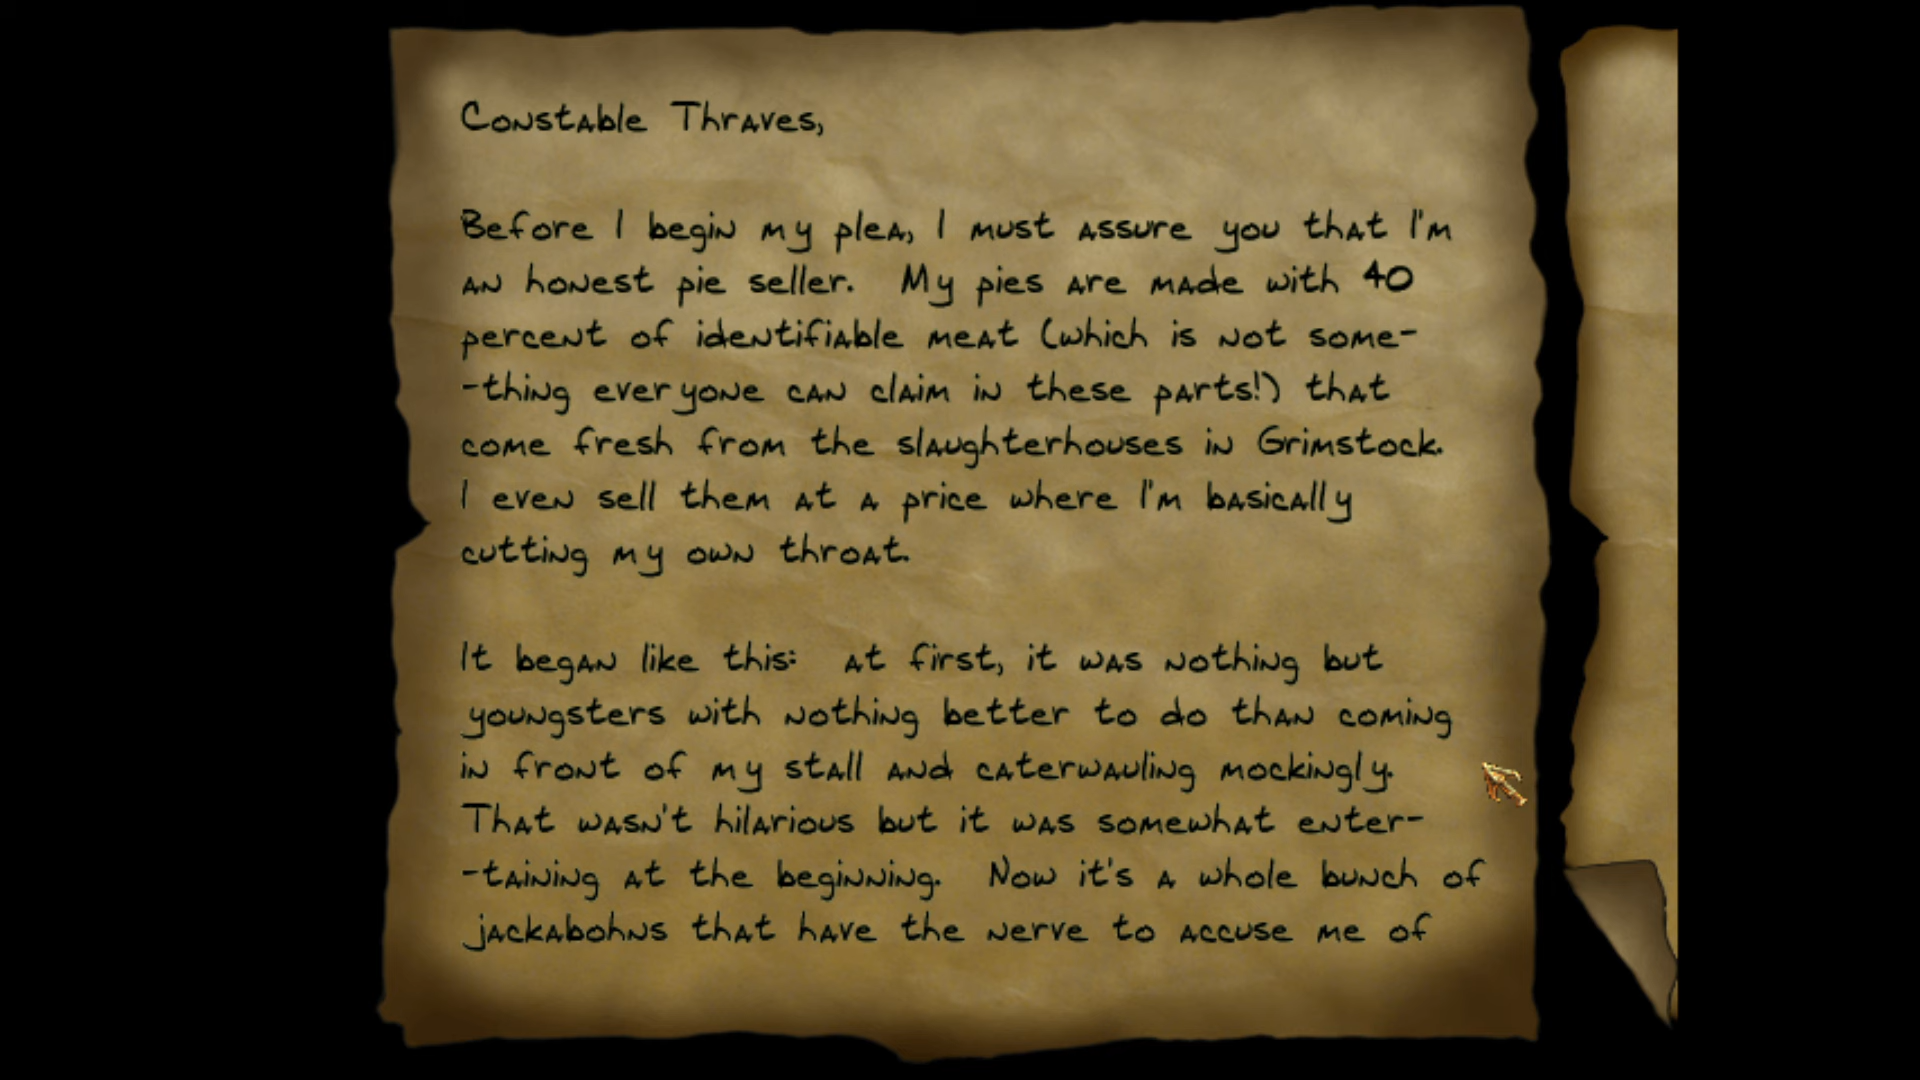 Constable Thraves,
Before I begin my plea, I must assure you that I'm
an honest pie seller. My pies are made with 40
percent of identifiable meat (which is not some-
-thing everyone can claim in these parts!) that
come fresh from the slaughterhouses in Grimstock.
I even sell them at a price where I'm basically
cutting my own throat.
It began like this: at first, it was nothing but
youngsters with nothing better to do than coming
in front of my stall and caterwauling mockingly.
That wasn't hilarious but it was somewhat enter-
-taining at the beginning. Now it's a whole bunch of
jackabohns that have the nerve to accuse me of